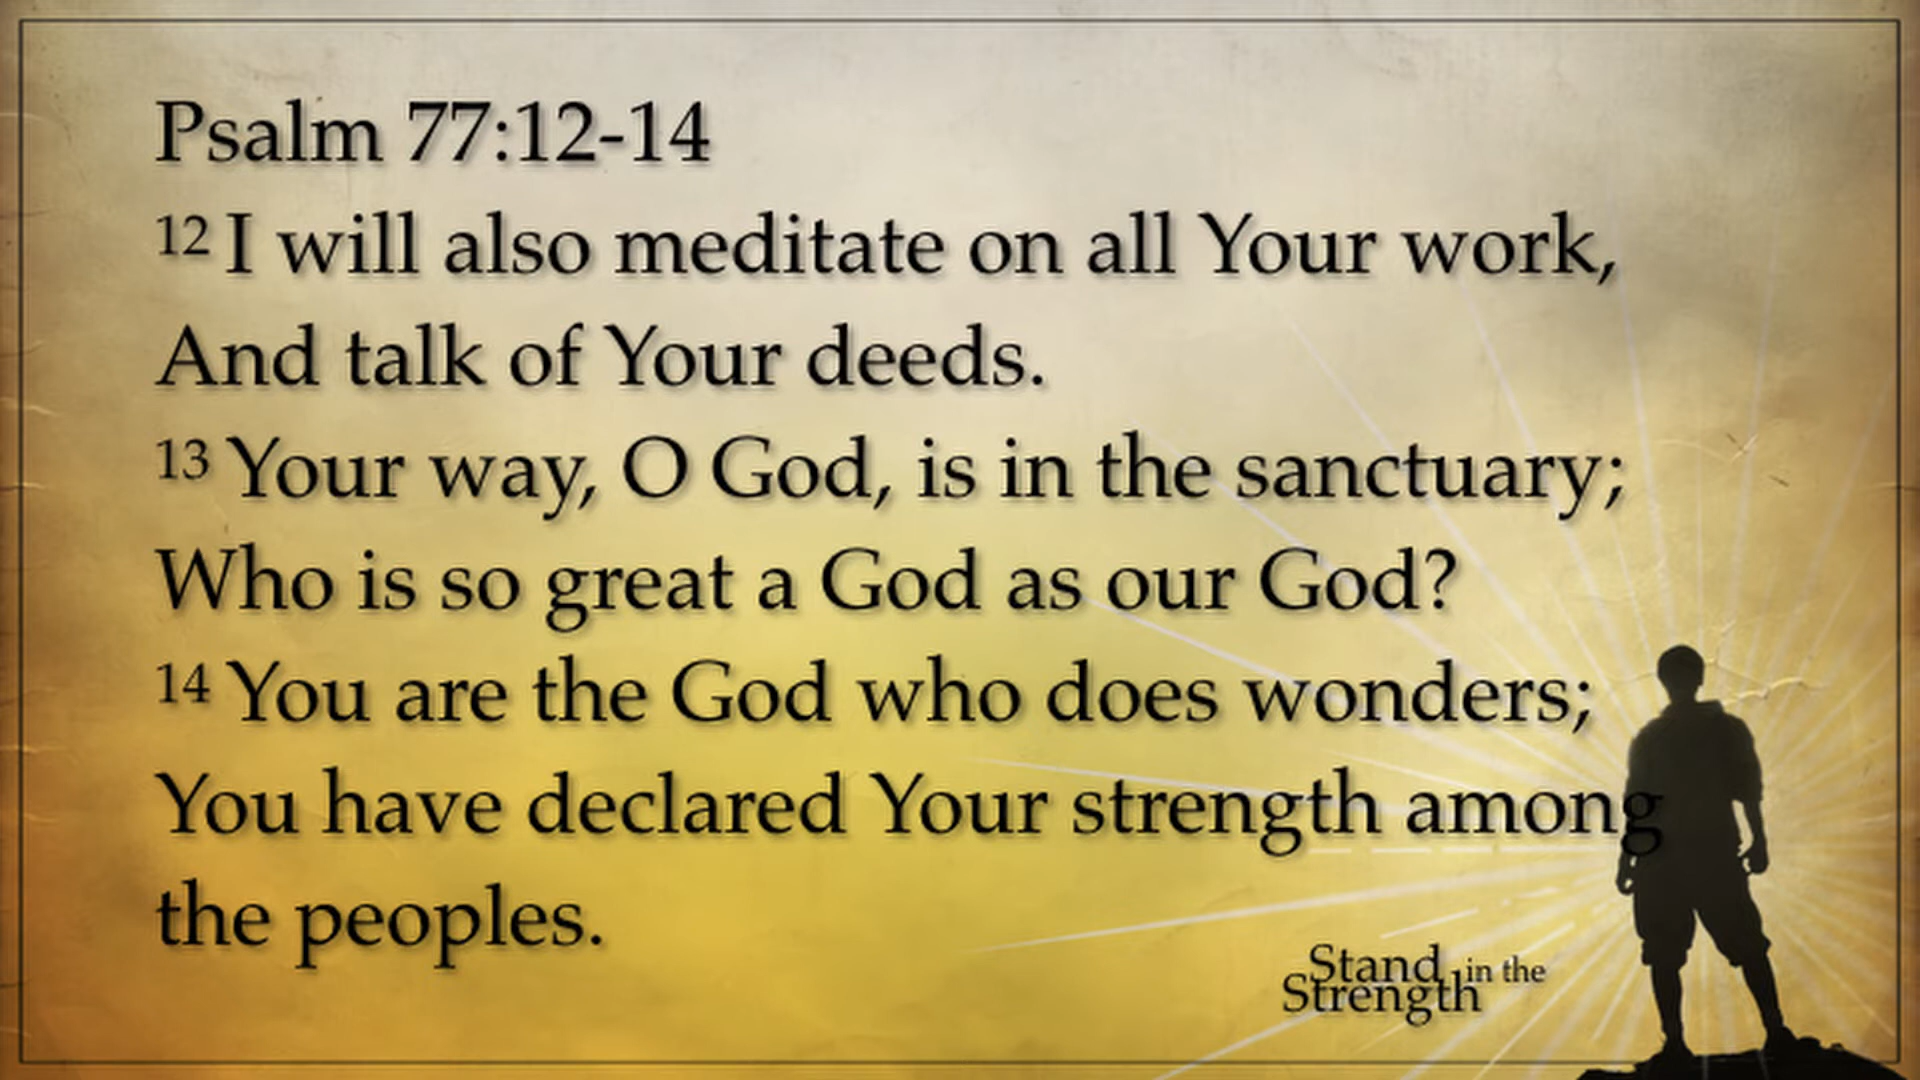 Psalm 77:12-14
12 I will also meditate on all Your work,
And talk of Your deeds.
13 Your way, O God, is in the sanctuary;
Who is so great a God as our God?
14 You are the God who does wonders;
You have declared Your strength among
the peoples.
Stand in the
Strength